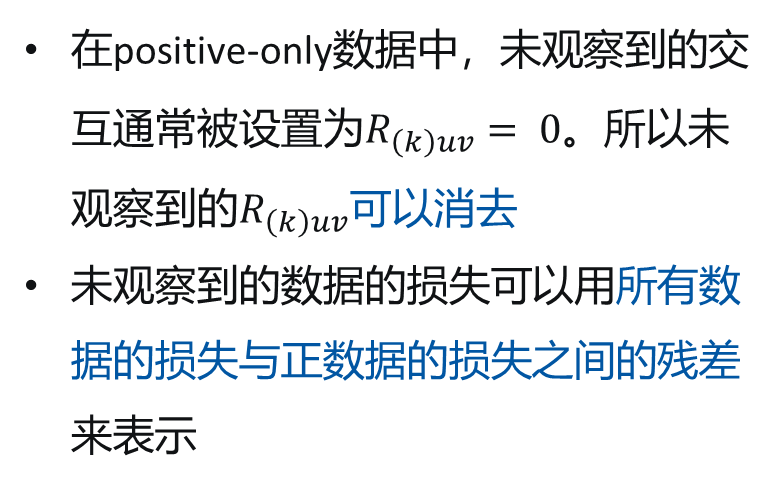 • 在positive-only数据中，未观察到的交
互通常被设置为$R_{(k)uv} = 0$。所以未
观察到的$R_{(k)uv}$可以消去
• 未观察到的数据的损失可以用所有数
据的损失与正数据的损失之间的残差
来表示